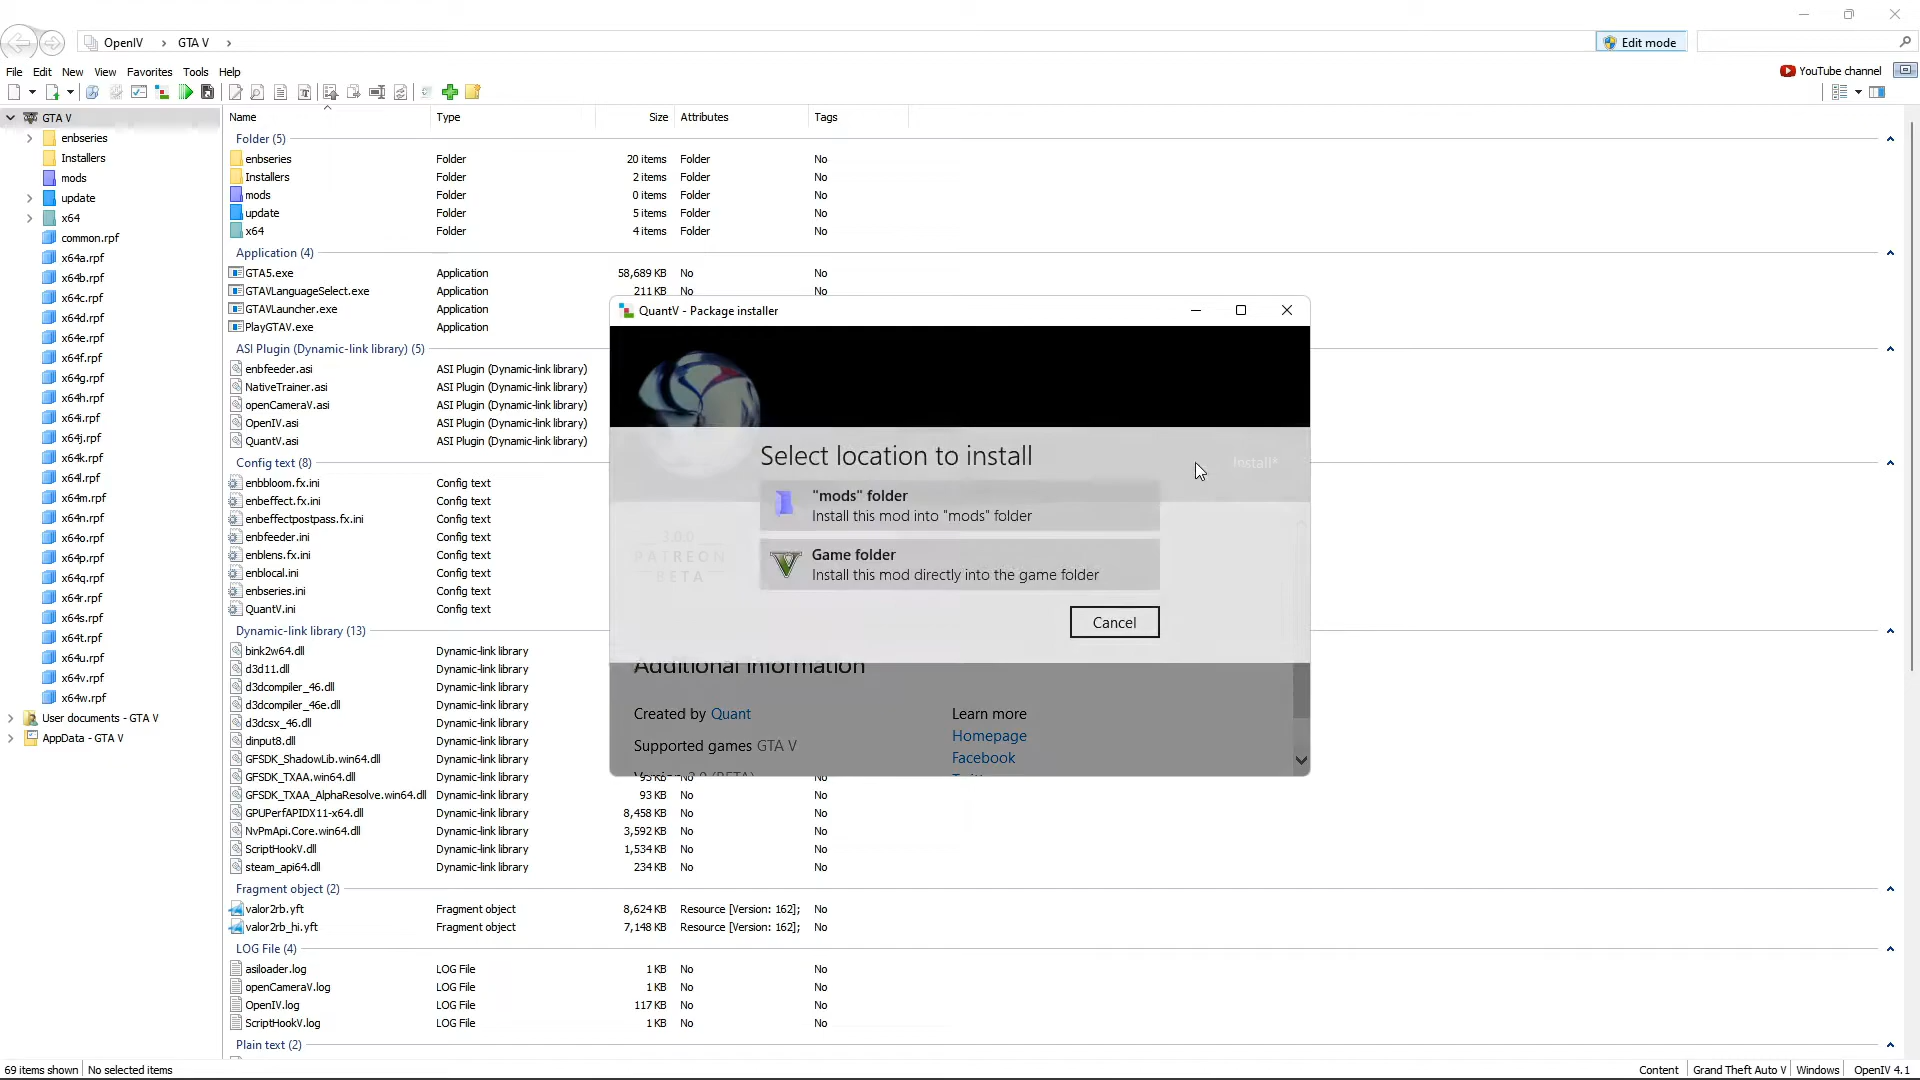 OpenIV › GTA V ›
Edit mode
File Edit New View Favorites Tools Help
YouTube channel
GTA V
enbseries
Installers
mods
update
x64
common.rpf
x64a.rpf
x64b.rpf
x64c.rpf
x64d.rpf
x64e.rpf
x64f.rpf
x64g.rpf
x64h.rpf
x64i.rpf
x64j.rpf
x64k.rpf
x64l.rpf
x64m.rpf
x64n.rpf
x64o.rpf
x64p.rpf
x64q.rpf
x64r.rpf
x64s.rpf
x64t.rpf
x64u.rpf
x64v.rpf
x64w.rpf
User documents - GTA V
AppData - GTA V
Name Type Size Attributes Tags
Folder (5)
enbseries Folder 20 items Folder No
Installers Folder 2 items Folder No
mods Folder 0 items Folder No
update Folder 5 items Folder No
x64 Folder 4 items Folder No
Application (4)
GTA5.exe Application 58,689 KB No No
GTAVLanguageSelect.exe Application 211 KB No No
GTAVLauncher.exe Application
PlayGTAV.exe Application
ASI Plugin (Dynamic-link library) (5)
enbfeeder.asi ASI Plugin (Dynamic-link library)
NativeTrainer.asi ASI Plugin (Dynamic-link library)
openCameraV.asi ASI Plugin (Dynamic-link library)
OpenIV.asi ASI Plugin (Dynamic-link library)
QuantV.asi ASI Plugin (Dynamic-link library)
Config text (8)
enbbloom.fx.ini Config text
enbeffect.fx.ini Config text
enbeffectpostpass.fx.ini Config text
enbfeeder.ini Config text
enblens.fx.ini Config text
enblocal.ini Config text
enbseries.ini Config text
QuantV.ini Config text
Dynamic-link library (13)
bink2w64.dll Dynamic-link library
d3d11.dll Dynamic-link library
d3dcompiler_46.dll Dynamic-link library
d3dcompiler_46e.dll Dynamic-link library
d3dcsx_46.dll Dynamic-link library
dinput8.dll Dynamic-link library
GFSDK_ShadowLib.win64.dll Dynamic-link library
GFSDK_TXAA.win64.dll Dynamic-link library 93 KB No No
GFSDK_TXAA_AlphaResolve.win64.dll Dynamic-link library 93 KB No No
GPUPerfAPIDX11-x64.dll Dynamic-link library 8,458 KB No No
NvPmApi.Core.win64.dll Dynamic-link library 3,592 KB No No
ScriptHookV.dll Dynamic-link library 1,534 KB No No
steam_api64.dll Dynamic-link library 234 KB No No
Fragment object (2)
valor2rb.yft Fragment object 8,624 KB Resource [Version: 162]; No
valor2rb_hi.yft Fragment object 7,148 KB Resource [Version: 162]; No
LOG File (4)
asiloader.log LOG File 1 KB No No
openCameraV.log LOG File 1 KB No No
OpenIV.log LOG File 117 KB No No
ScriptHookV.log LOG File 1 KB No No
Plain text (2)
QuantV - Package installer
Select location to install
Install*
"mods" folder
Install this mod into "mods" folder
3.0.0
PATREON
BETA
Game folder
Install this mod directly into the game folder
Cancel
Additional information
Created by Quant
Supported games GTA V
Version 3.0 (BETA)
Learn more
Homepage
Facebook
69 items shown No selected items
Content Grand Theft Auto V Windows OpenIV 4.1